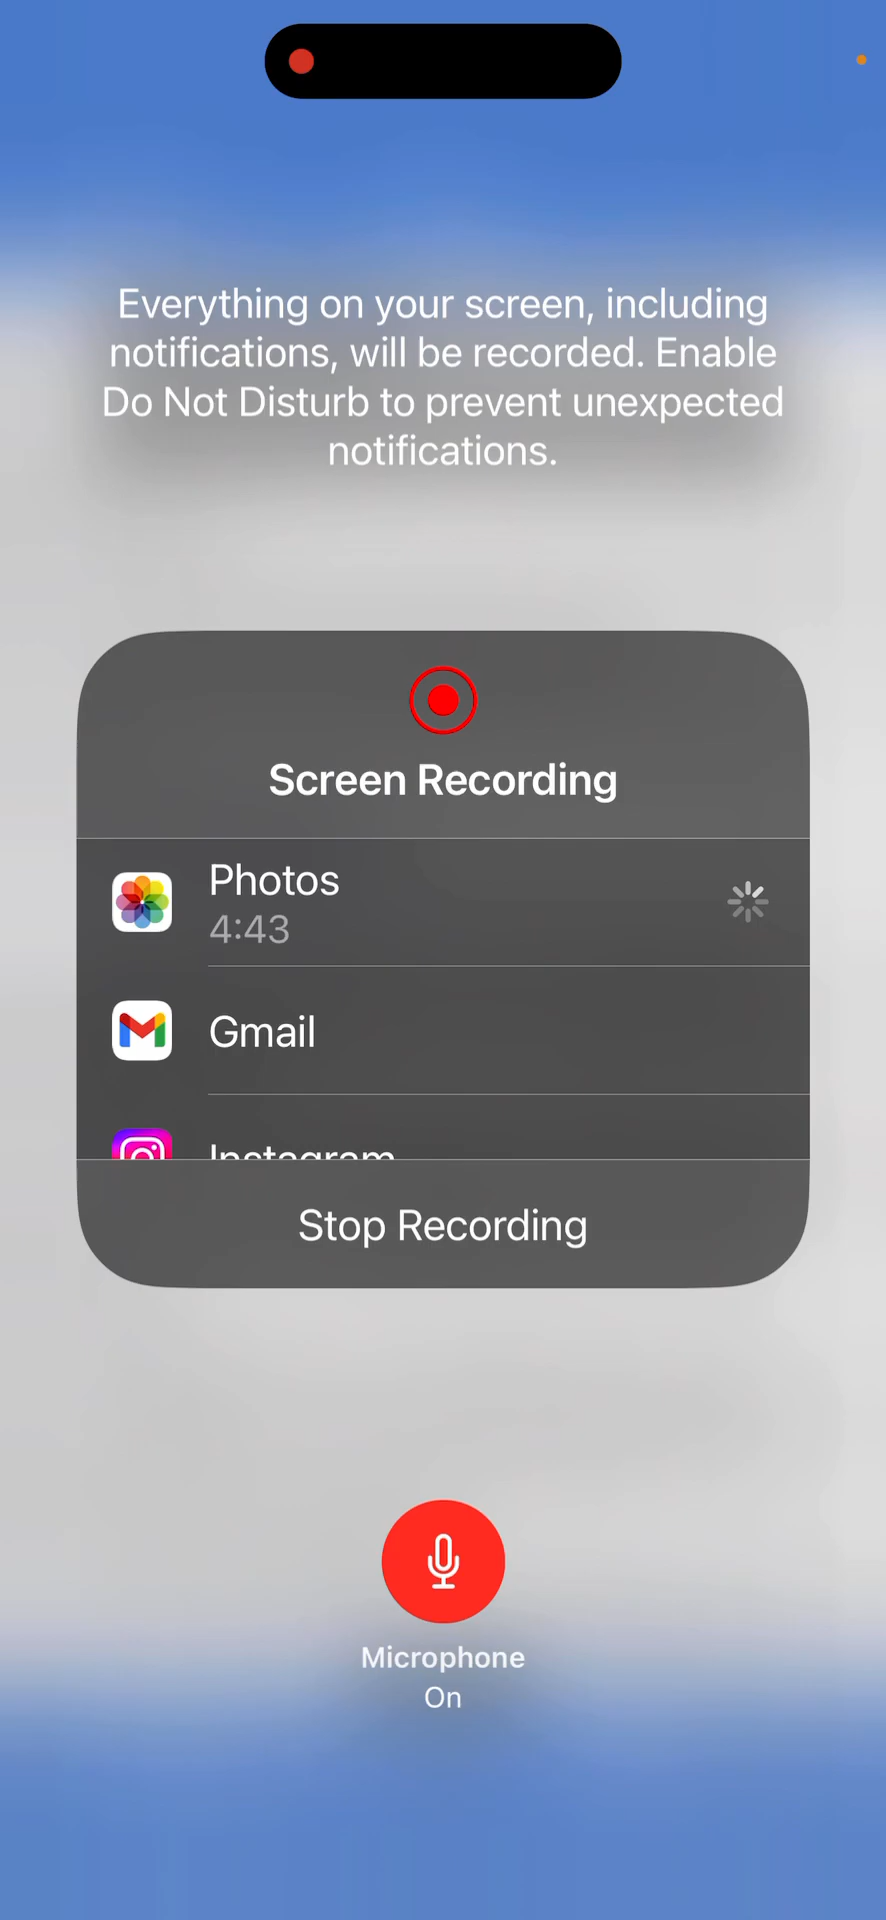 Everything on your screen, including
notifications, will be recorded. Enable
Do Not Disturb to prevent unexpected
notifications.
Screen Recording
Photos
4:43
Gmail
Instagram
Stop Recording
Microphone
On